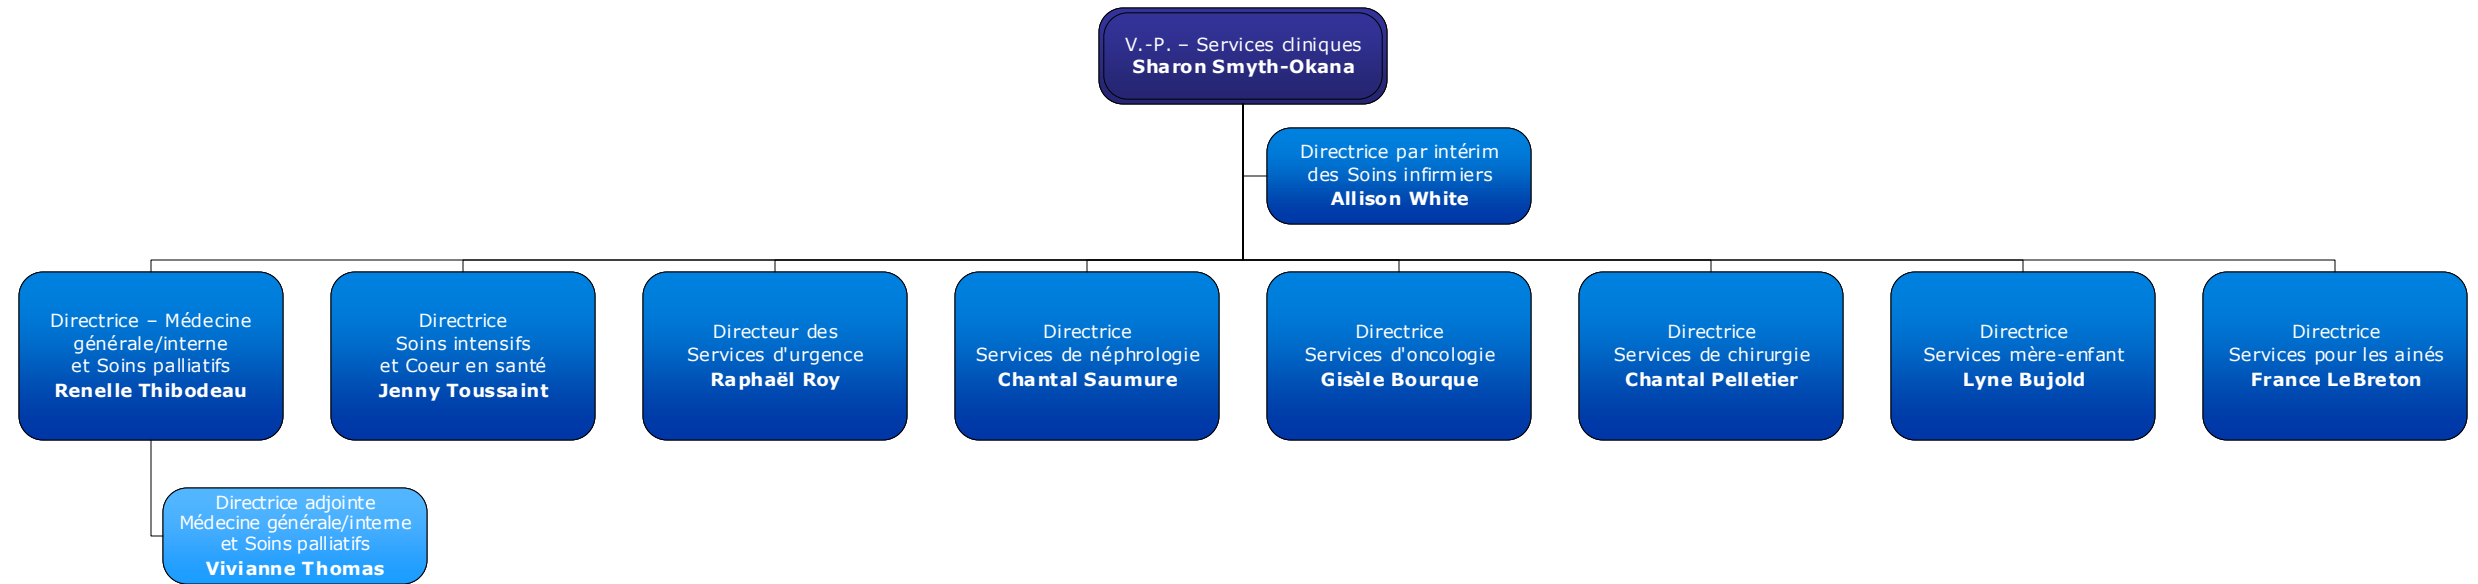 V.-P. – Services cliniques
Sharon Smyth-Okana
Directrice par intérim
des Soins infirmiers
Allison White
Directrice – Médecine
générale/interne
et Soins palliatifs
Renelle Thibodeau
Directrice
Soins intensifs
et Coeur en santé
Jenny Toussaint
Directeur des
Services d'urgence
Raphaël Roy
Directrice
Services de néphrologie
Chantal Saumure
Directrice
Services d'oncologie
Gisèle Bourque
Directrice
Services de chirurgie
Chantal Pelletier
Directrice
Services mère-enfant
Lyne Bujold
Directrice
Services pour les ainés
France LeBreton
Directrice adjointe
Médecine générale/interne
et Soins palliatifs
Vivianne Thomas